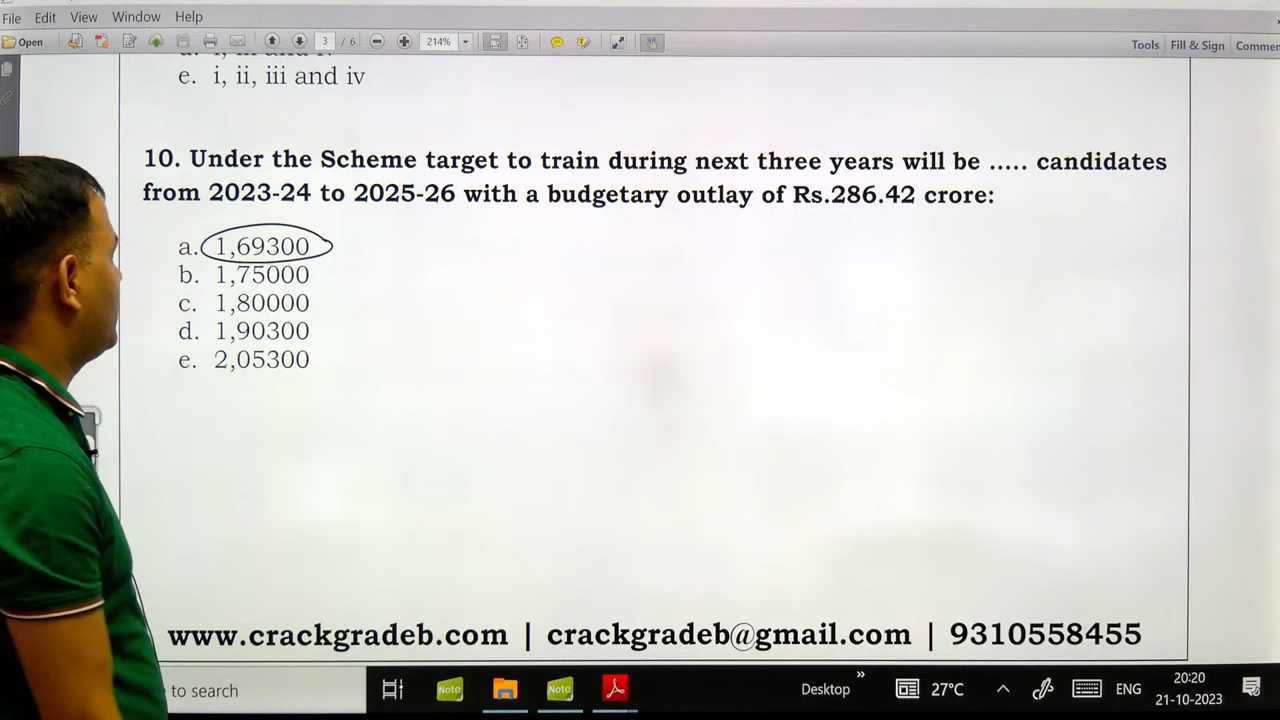 File Edit View Window Help
Open 3 / 6 214% Tools Fill & Sign
e. i, ii, iii and iv
10. Under the Scheme target to train during next three years will be ..... candidates
from 2023-24 to 2025-26 with a budgetary outlay of Rs.286.42 crore:
a. 1,69300
b. 1,75000
c. 1,80000
d. 1,90300
e. 2,05300
www.crackgradeb.com | crackgradeb@gmail.com | 9310558455
to search Note Note Desktop 27°C ENG 20:20
21-10-2023